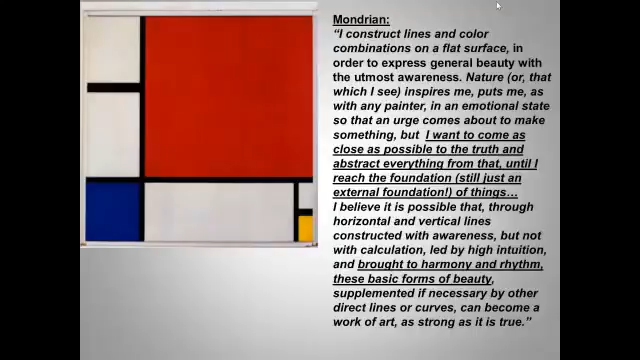 Mondrian:
“I construct lines and color
combinations on a flat surface, in
order to express general beauty with
the utmost awareness. Nature (or, that
which I see) inspires me, puts me, as
with any painter, in an emotional state
so that an urge comes about to make
something, but I want to come as
close as possible to the truth and
abstract everything from that, until I
reach the foundation (still just an
external foundation!) of things…
I believe it is possible that, through
horizontal and vertical lines
constructed with awareness, but not
with calculation, led by high intuition,
and brought to harmony and rhythm,
these basic forms of beauty,
supplemented if necessary by other
direct lines or curves, can become a
work of art, as strong as it is true.”